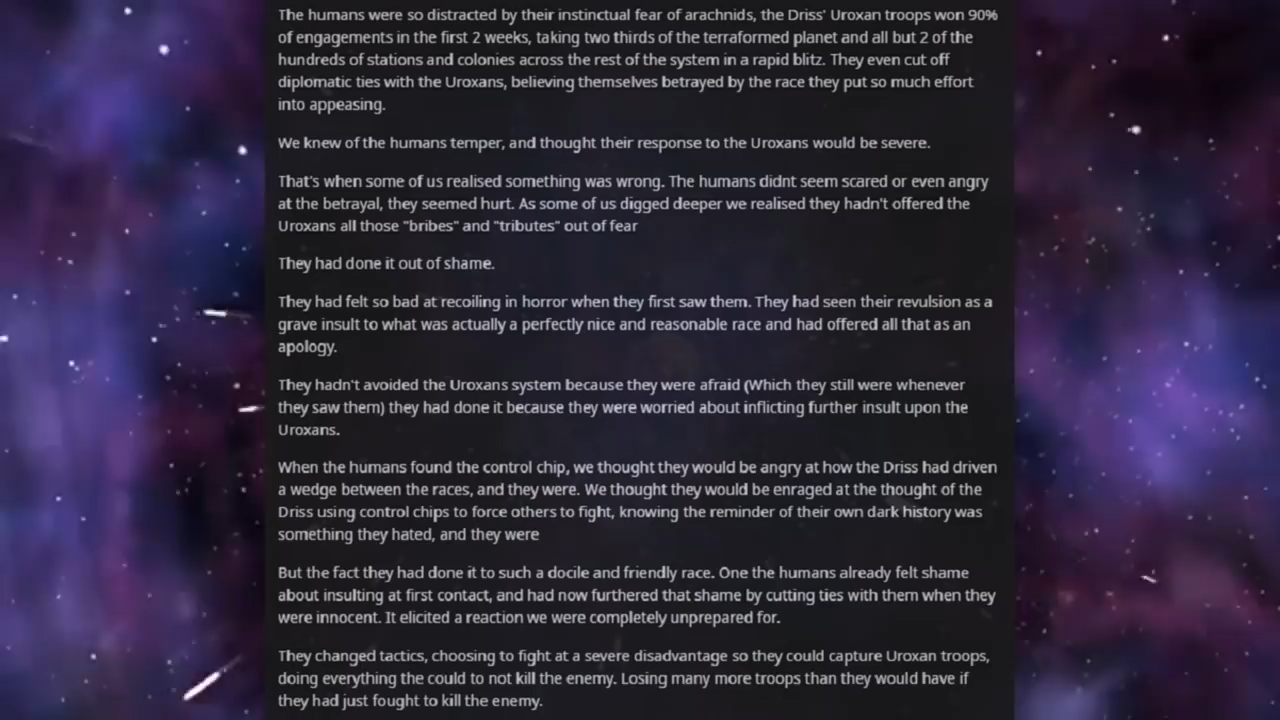 The humans were so distracted by their instinctual fear of arachnids, the Driss' Uroxan troops won 90%
of engagements in the first 2 weeks, taking two thirds of the terraformed planet and all but 2 of the
hundreds of stations and colonies across the rest of the system in a rapid blitz. They even cut off
diplomatic ties with the Uroxans, believing themselves betrayed by the race they put so much effort
into appeasing.
We knew of the humans temper, and thought their response to the Uroxans would be severe.
That's when some of us realised something was wrong. The humans didnt seem scared or even angry
at the betrayal, they seemed hurt. As some of us digged deeper we realised they hadn't offered the
Uroxans all those "bribes" and "tributes" out of fear
They had done it out of shame.
They had felt so bad at recoiling in horror when they first saw them. They had seen their revulsion as a
grave insult to what was actually a perfectly nice and reasonable race and had offered all that as an
apology.
They hadn't avoided the Uroxans system because they were afraid (Which they still were whenever
they saw them) they had done it because they were worried about inflicting further insult upon the
Uroxans.
When the humans found the control chip, we thought they would be angry at how the Driss had driven
a wedge between the races, and they were. We thought they would be enraged at the thought of the
Driss using control chips to force others to fight, knowing the reminder of their own dark history was
something they hated, and they were
But the fact they had done it to such a docile and friendly race. One the humans already felt shame
about insulting at first contact, and had now furthered that shame by cutting ties with them when they
were innocent. It elicited a reaction we were completely unprepared for.
They changed tactics, choosing to fight at a severe disadvantage so they could capture Uroxan troops,
doing everything the could to not kill the enemy. Losing many more troops than they would have if
they had just fought to kill the enemy.